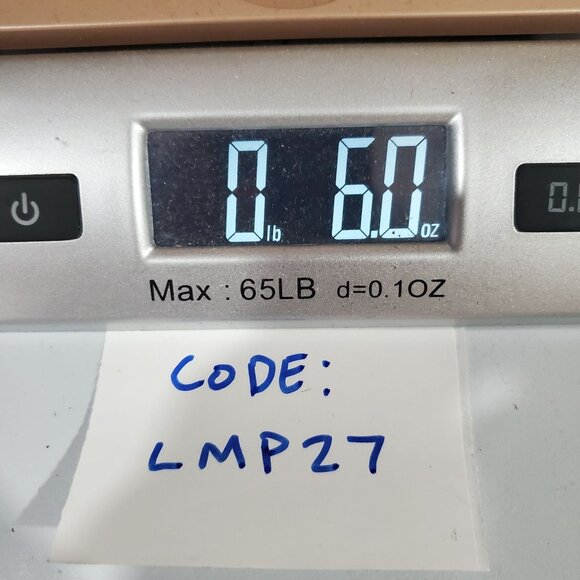 0 lb 6.0 oz
Max : 65LB d=0.1OZ
CODE:
LMP27